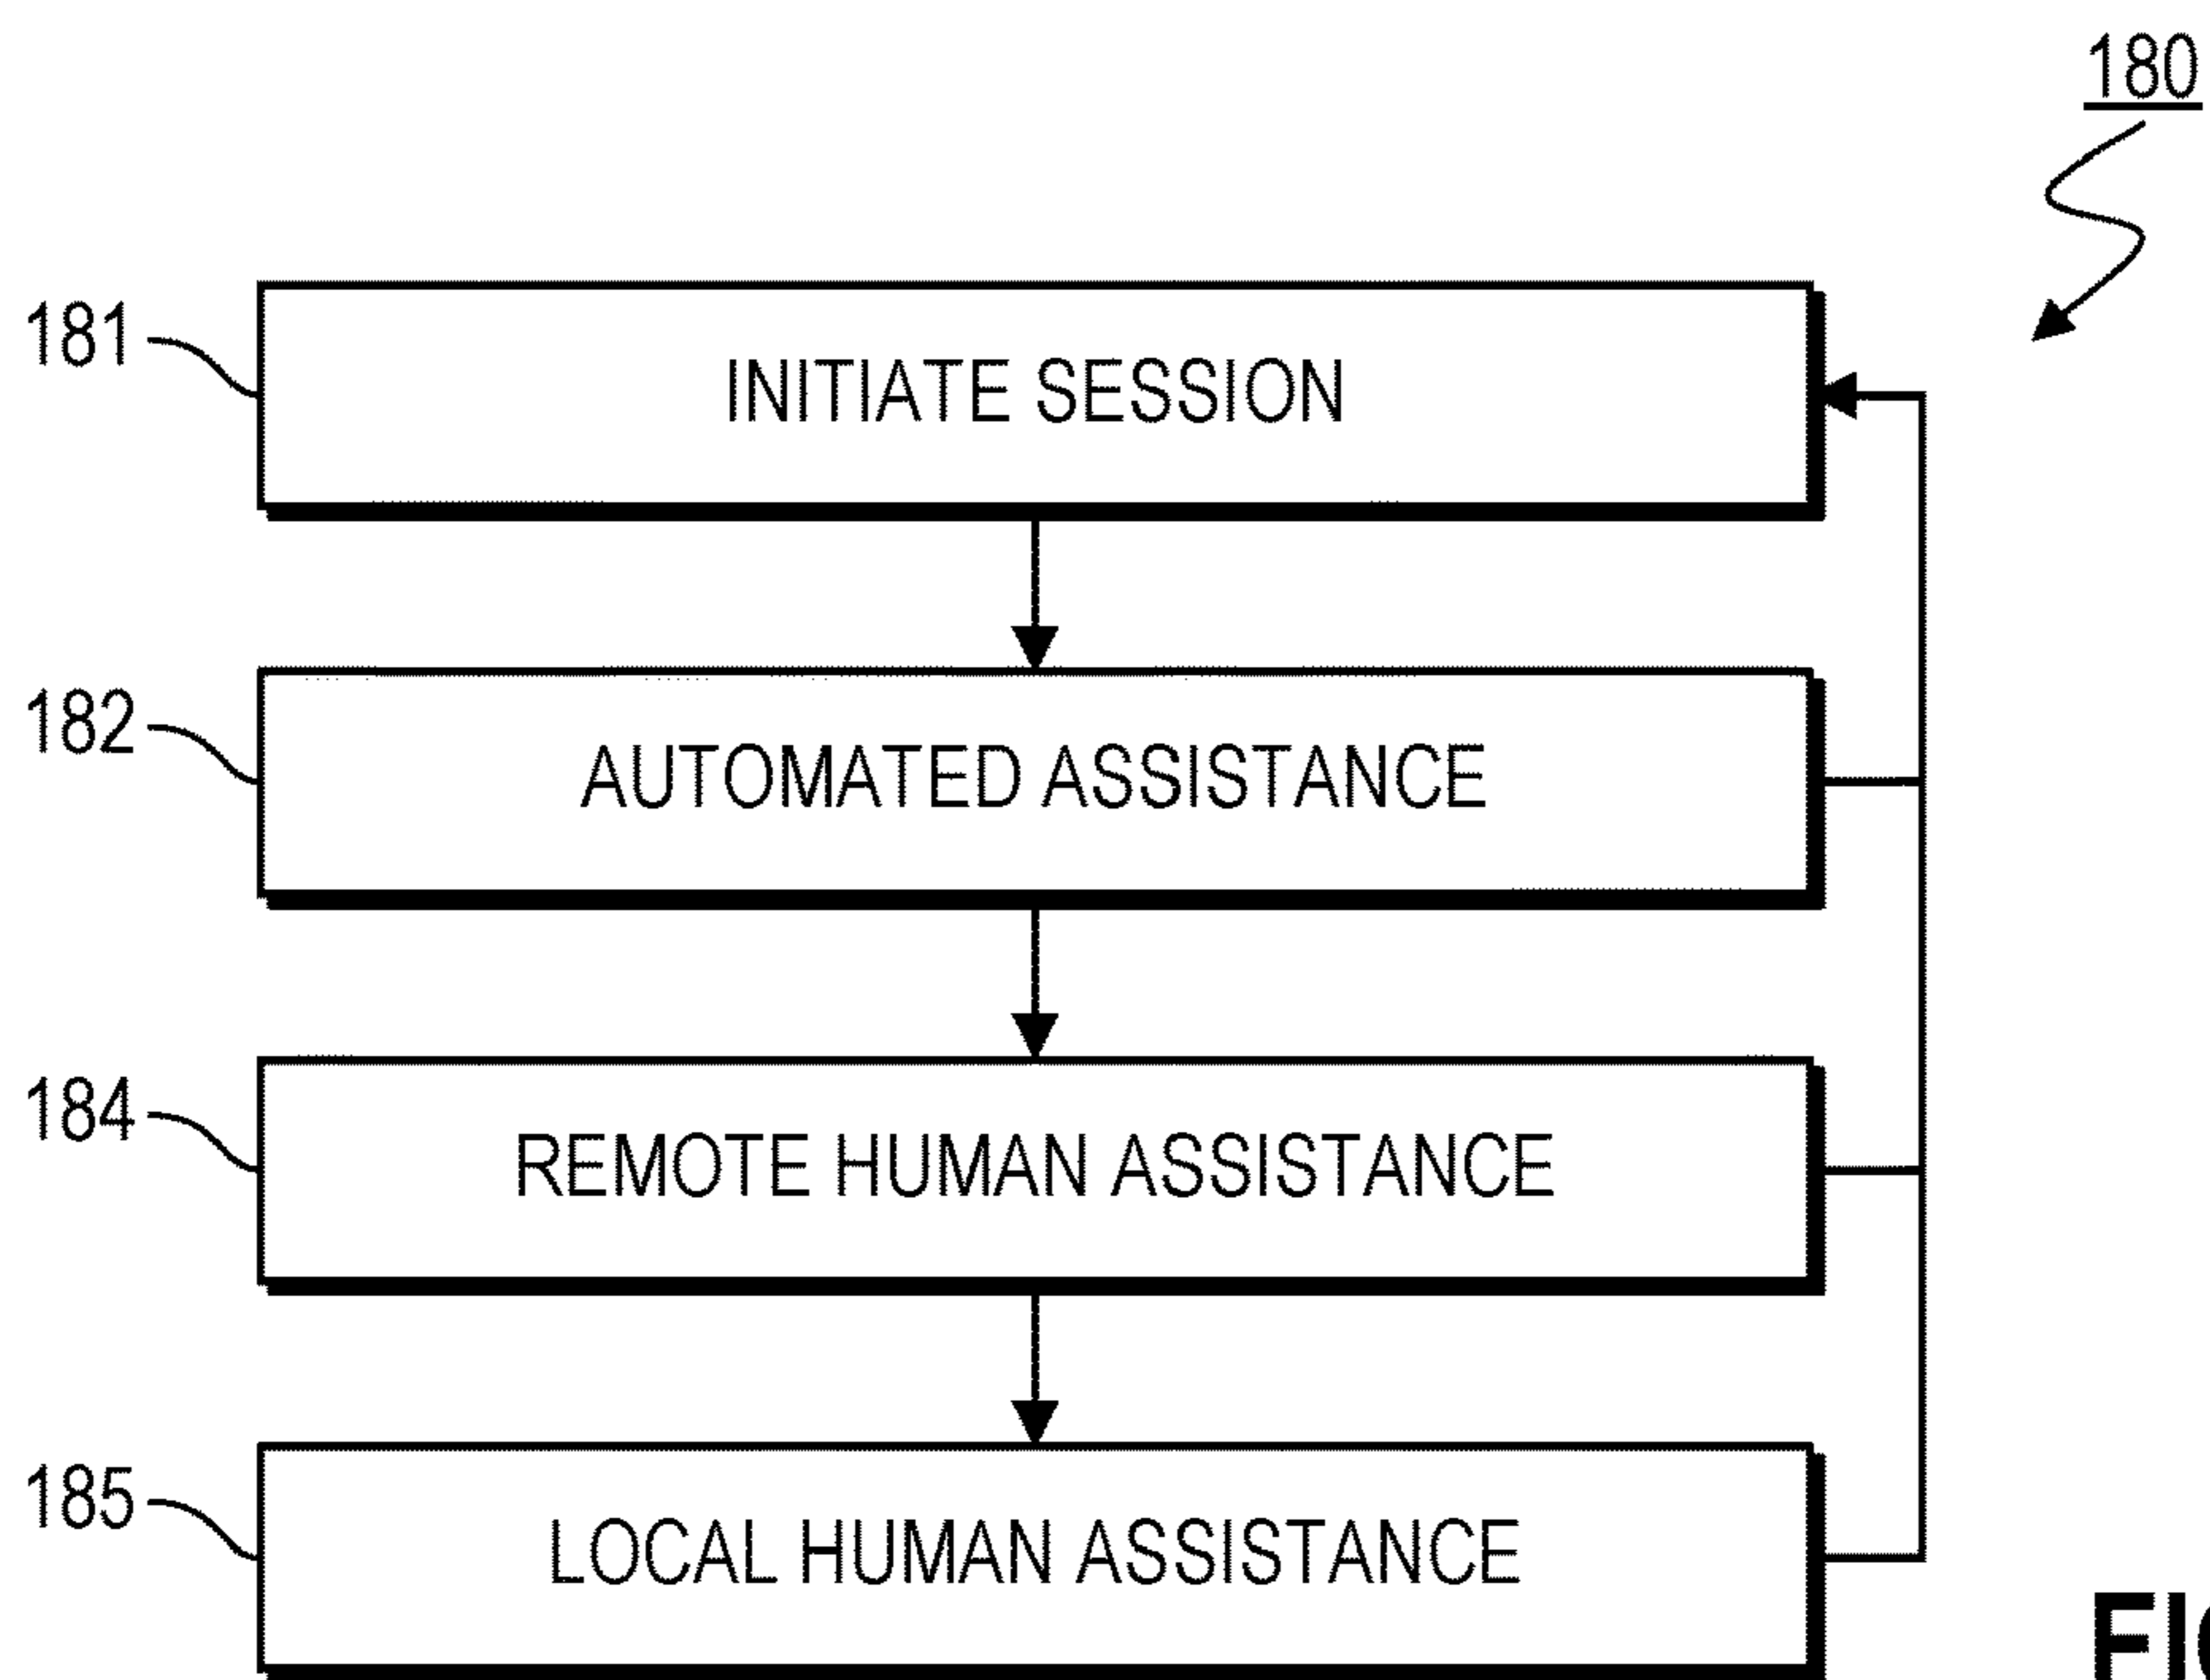 180
181
INITIATE SESSION
182
AUTOMATED ASSISTANCE
184
REMOTE HUMAN ASSISTANCE
185
LOCAL HUMAN ASSISTANCE